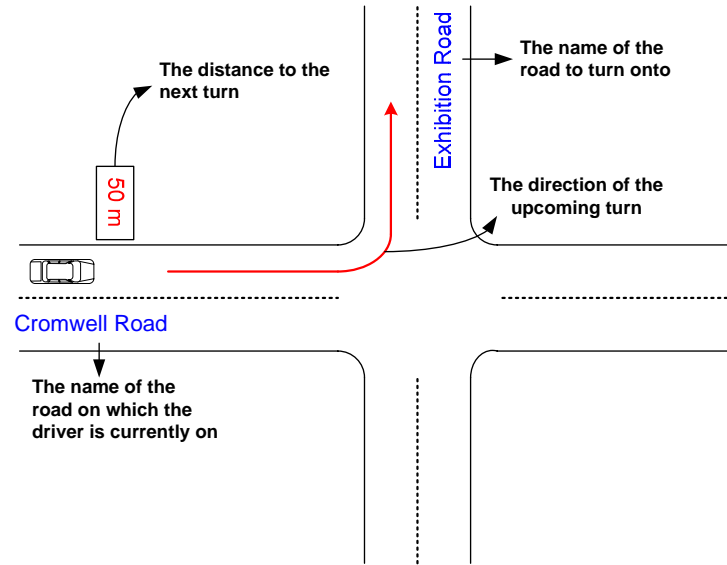 The distance to the
next turn
Exhibition Road
The name of the
road to turn onto
50 m
The direction of the
upcoming turn
Cromwell Road
The name of the
road on which the
driver is currently on